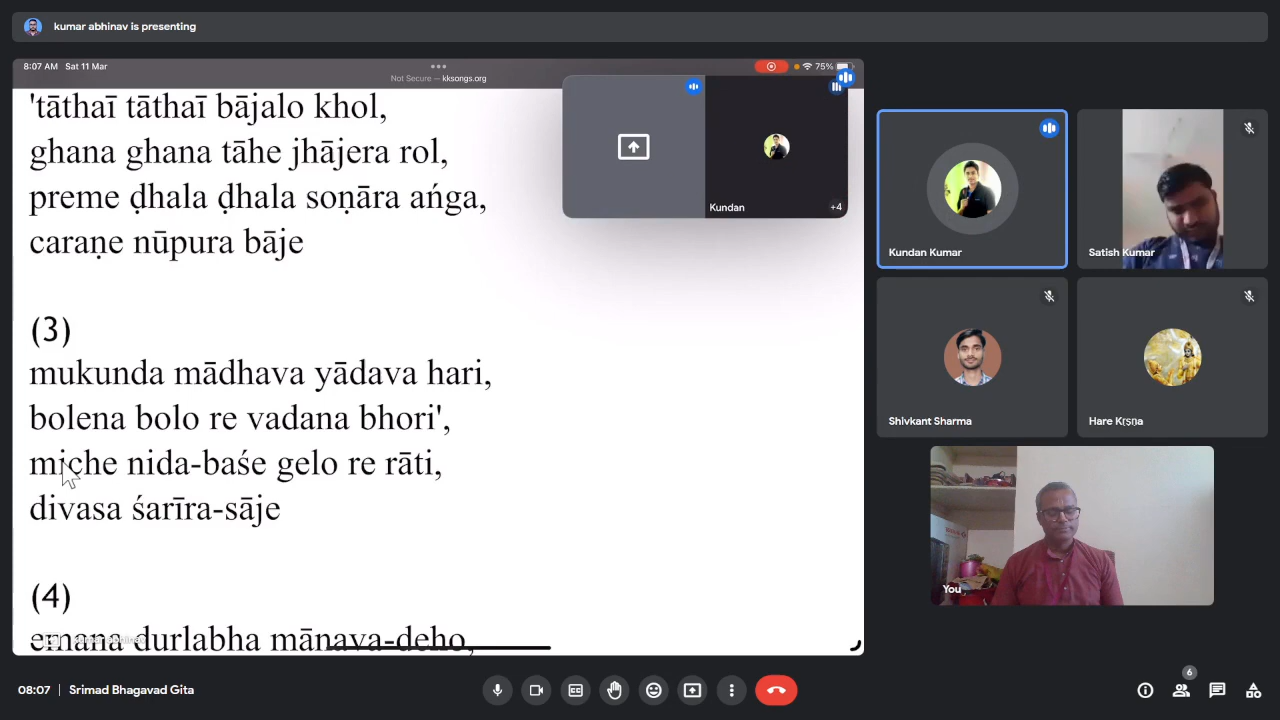 kumar abhinav is presenting
8:07 AM Sat 11 Mar
75%
Not Secure — kksongs.org
'tāthaī tāthaī bājalo khol,
ghana ghana tāhe jhājera rol,
preme ḍhala ḍhala soṇāra ańga,
caraṇe nūpura bāje
(3)
mukunda mādhava yādava hari,
bolena bolo re vadana bhori',
miche nida-baśe gelo re rāti,
divasa śarīra-sāje
(4)
emana durlabha mānava-deho,
kumar abhinav
Kundan
+4
Kundan Kumar
Satish Kumar
Shivkant Sharma
Hare Kṛṣṇa
You
08:07 | Srimad Bhagavad Gita
6